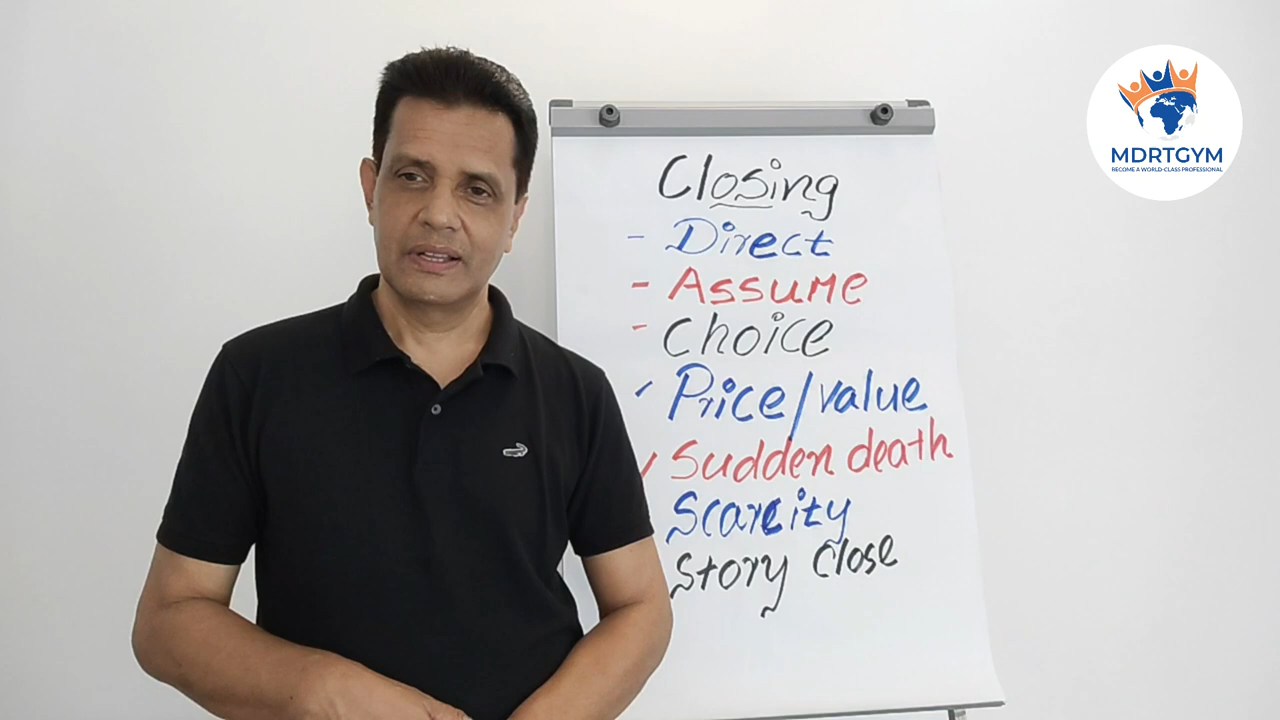 Closing
- Direct
- Assume
- Choice
- Price/value
- Sudden death
Scarcity
Story Close
MDRTGYM
BECOME A WORLD-CLASS PROFESSIONAL